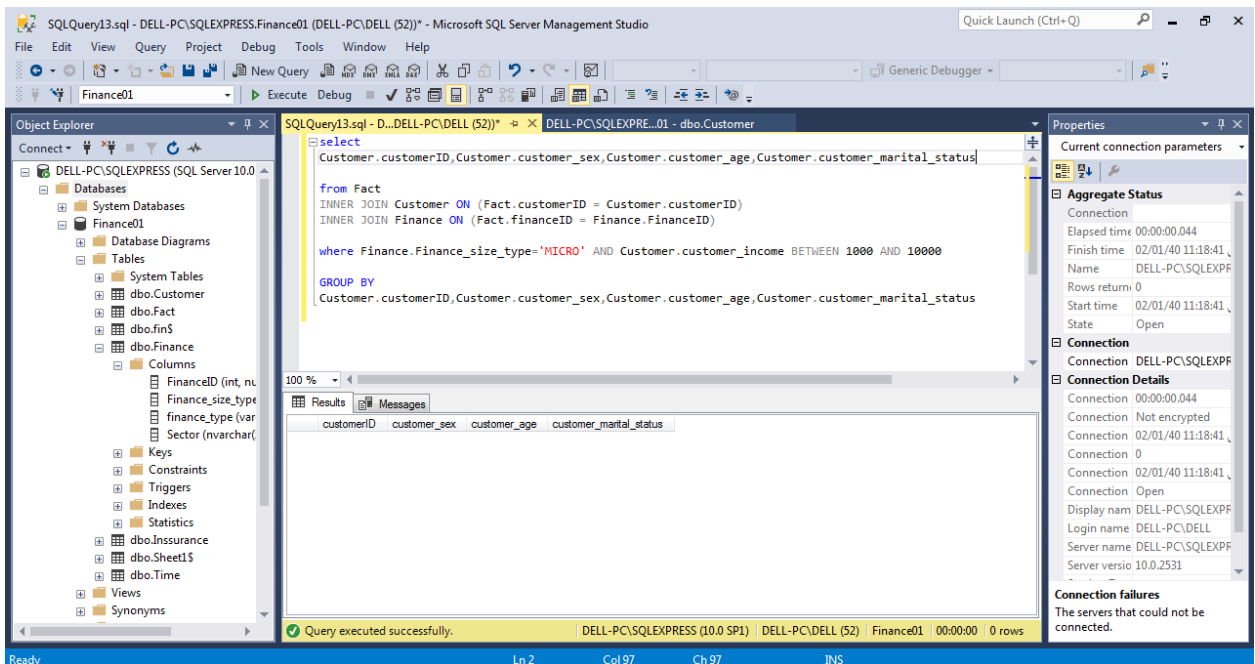 SQLQuery13.sql - DELL-PC\SQLEXPRESS.Finance01 (DELL-PC\DELL (52))* - Microsoft SQL Server Management Studio
Quick Launch (Ctrl+Q)
File Edit View Query Project Debug Tools Window Help
New Query MDX DMX XMLA DAX Generic Debugger
Finance01 Execute Debug
Object Explorer
Connect
DELL-PC\SQLEXPRESS (SQL Server 10.0
Databases
System Databases
Finance01
Database Diagrams
Tables
System Tables
dbo.Customer
dbo.Fact
dbo.fin$
dbo.Finance
Columns
FinanceID (int, nu
Finance_size_type
finance_type (var
Sector (nvarchar(
Keys
Constraints
Triggers
Indexes
Statistics
dbo.Inssurance
dbo.Sheet1$
dbo.Time
Views
Synonyms
SQLQuery13.sql - D...DELL-PC\DELL (52))* DELL-PC\SQLEXPRE...01 - dbo.Customer
select
Customer.customerID,Customer.customer_sex,Customer.customer_age,Customer.customer_marital_status
from Fact
INNER JOIN Customer ON (Fact.customerID = Customer.customerID)
INNER JOIN Finance ON (Fact.financeID = Finance.FinanceID)
where Finance.Finance_size_type='MICRO' AND Customer.customer_income BETWEEN 1000 AND 10000
GROUP BY
Customer.customerID,Customer.customer_sex,Customer.customer_age,Customer.customer_marital_status
100 %
Results Messages
customerID customer_sex customer_age customer_marital_status
Query executed successfully. DELL-PC\SQLEXPRESS (10.0 SP1) DELL-PC\DELL (52) Finance01 00:00:00 0 rows
Properties
Current connection parameters
Aggregate Status
Connection
Elapsed time 00:00:00.044
Finish time 02/01/40 11:18:41
Name DELL-PC\SQLEXPR
Rows return 0
Start time 02/01/40 11:18:41
State Open
Connection
Connection DELL-PC\SQLEXPR
Connection Details
Connection 00:00:00.044
Connection Not encrypted
Connection 02/01/40 11:18:41
Connection 0
Connection 02/01/40 11:18:41
Connection Open
Display nam DELL-PC\SQLEXPR
Login name DELL-PC\DELL
Server name DELL-PC\SQLEXPR
Server versio 10.0.2531
Connection failures
The servers that could not be
connected.
Ready Ln 2 Col 97 Ch 97 INS